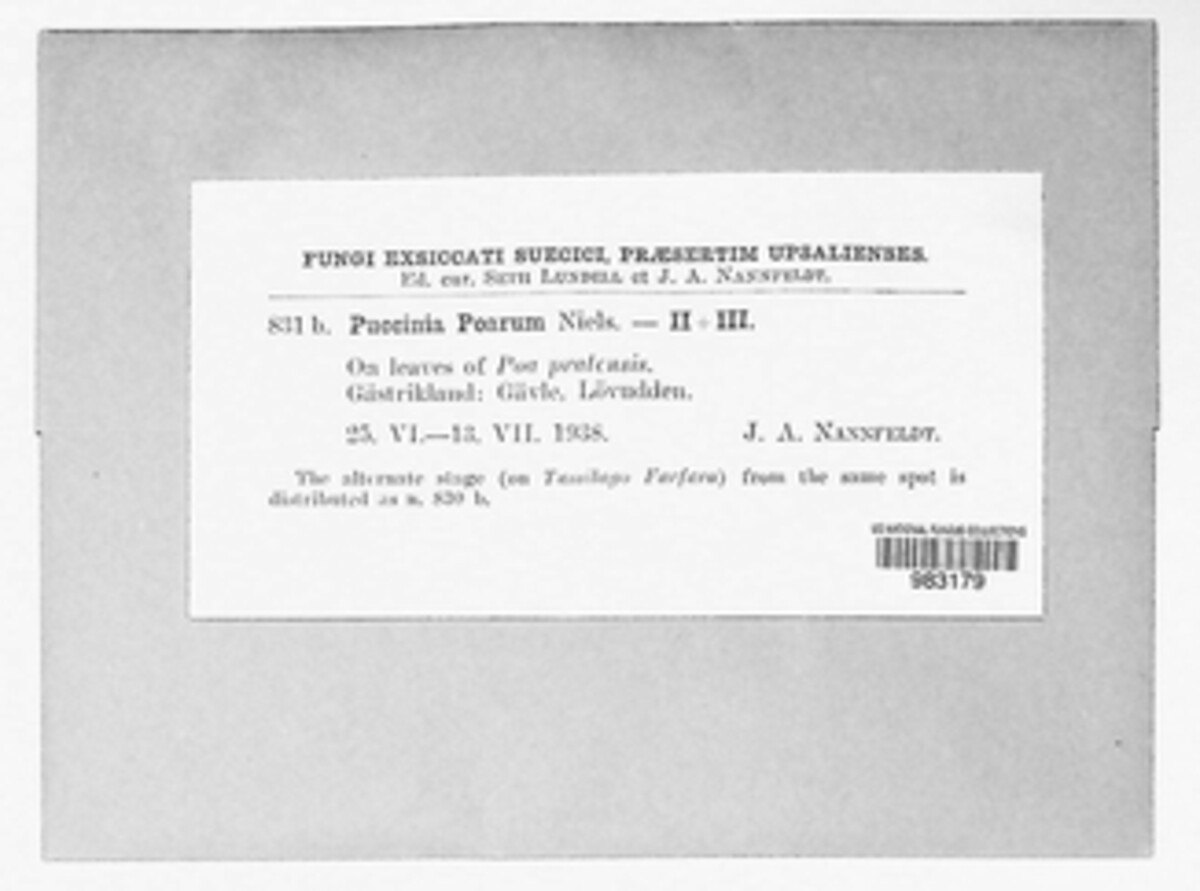 FUNGI EXSICCATI SUECICI, PRÆSERTIM UPSALIENSES.
Ed. cur. SETH LUNDELL et J. A. NANNFELDT.
831 b. Puccinia Poarum Niels. — II + III.
On leaves of Poa pratensis.
Gästrikland: Gävle, Lövudden.
25. VI.—13. VII. 1938. J. A. NANNFELDT.
The alternate stage (on Tussilago Farfara) from the same spot is
distributed as n. 830 b.
983179